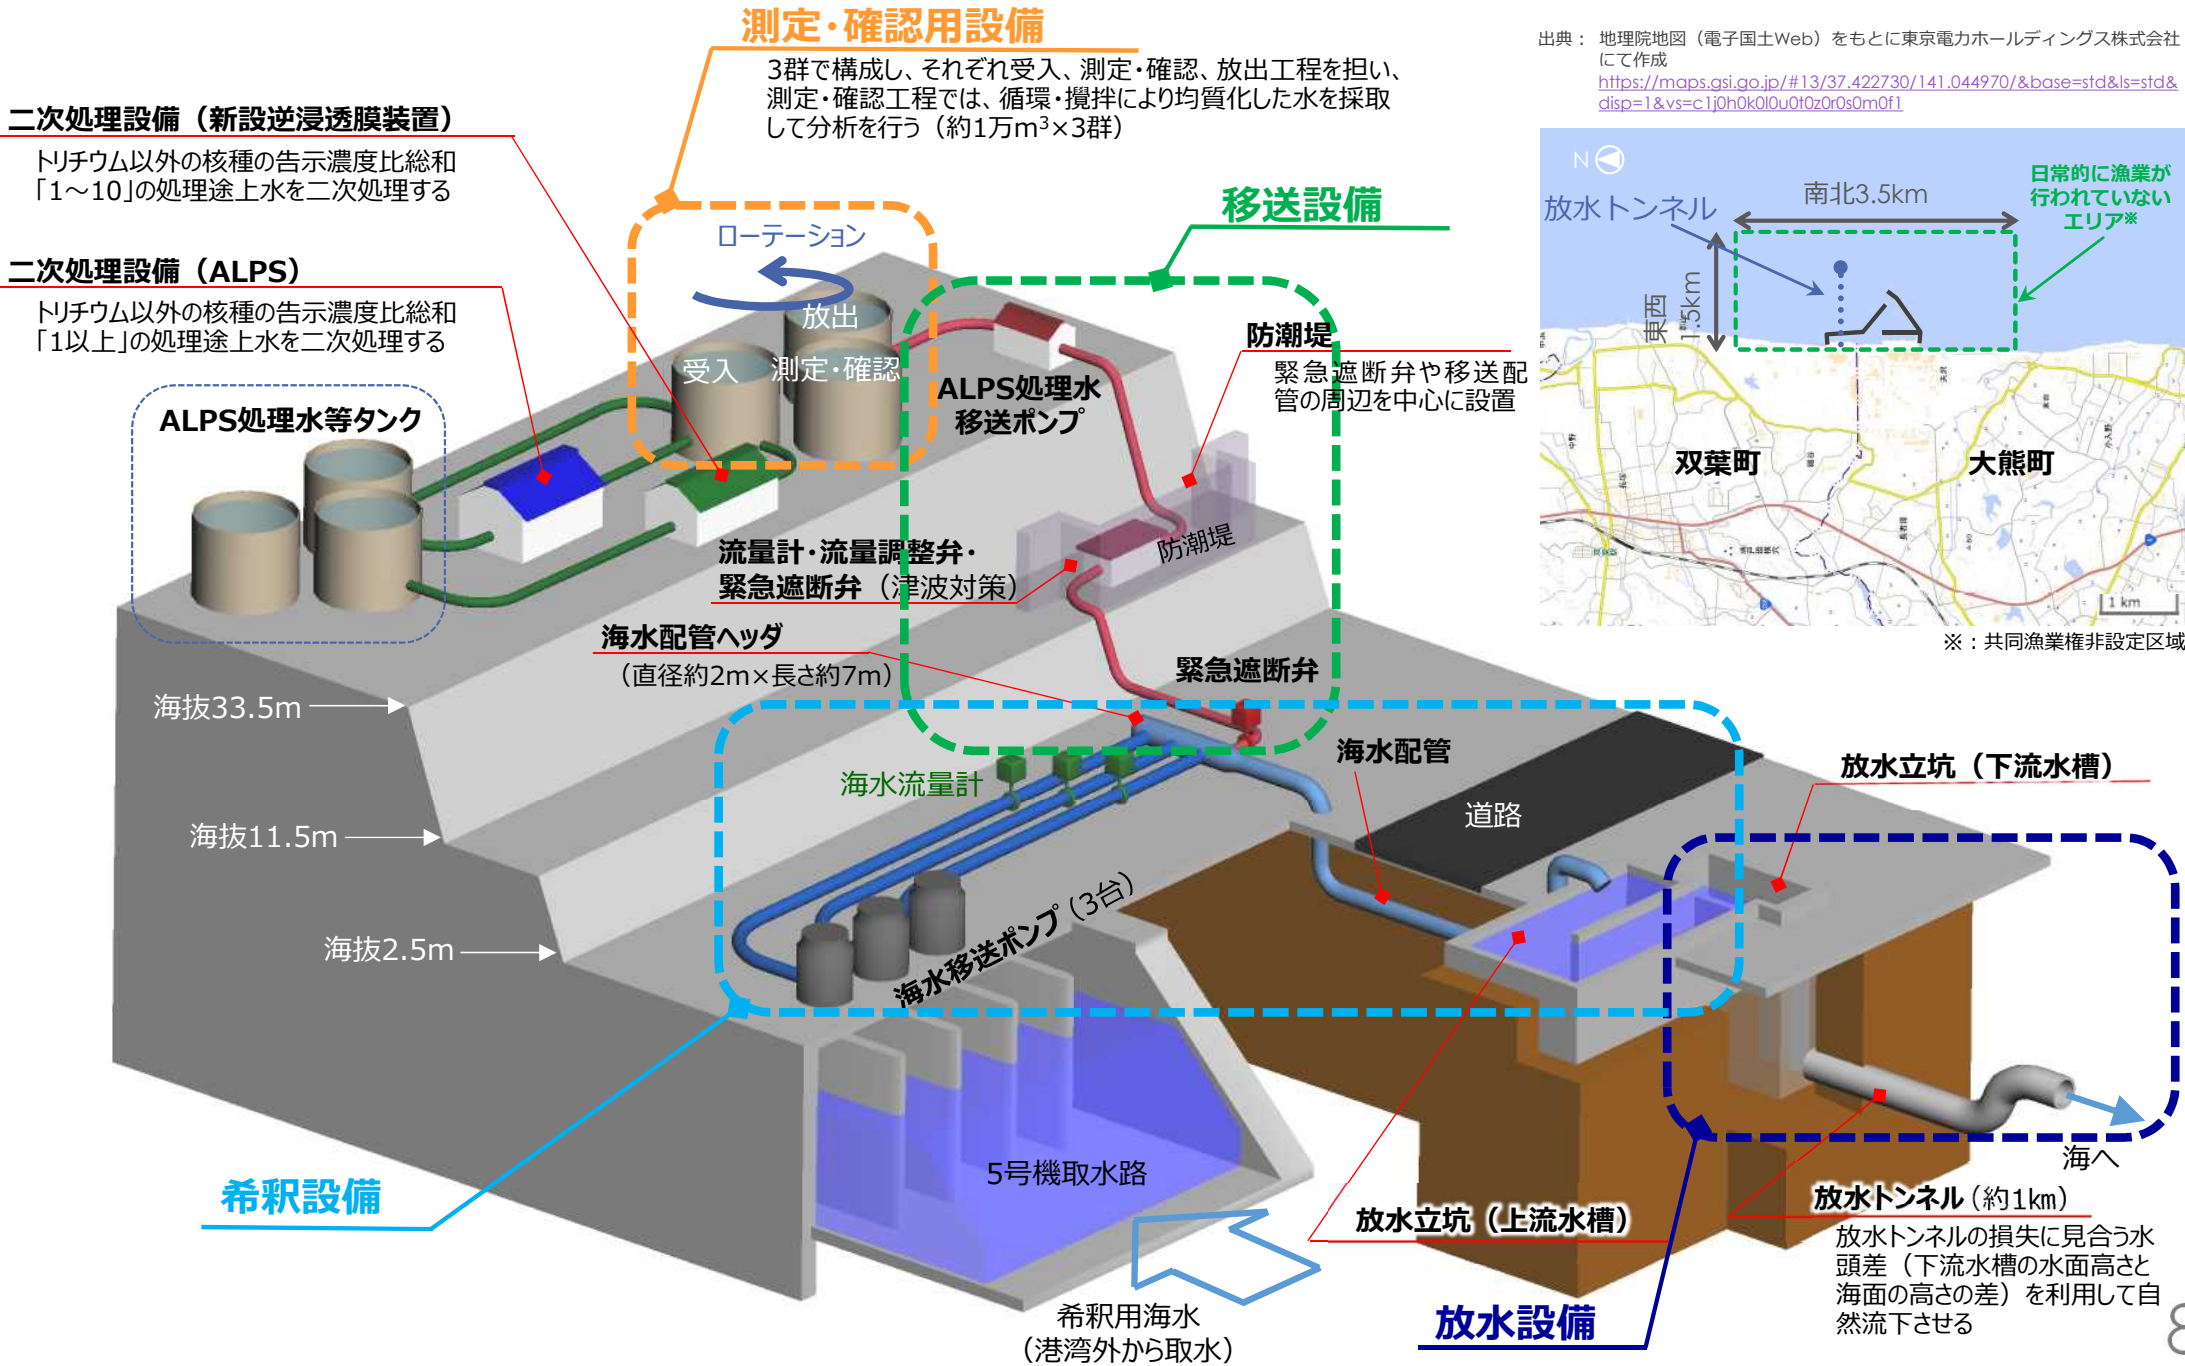 測定・確認用設備
3群で構成し、それぞれ受入、測定・確認、放出工程を担い、
測定・確認工程では、循環・攪拌により均質化した水を採取
して分析を行う（約1万m³×3群）
出典： 地理院地図（電子国土Web）をもとに東京電力ホールディングス株式会社
にて作成
https://maps.gsi.go.jp/#13/37.422730/141.044970/&base=std&ls=std&
disp=1&vs=c1j0h0k0l0u0t0z0r0s0m0f1
二次処理設備（新設逆浸透膜装置）
トリチウム以外の核種の告示濃度比総和
「1～10」の処理途上水を二次処理する
二次処理設備（ALPS）
トリチウム以外の核種の告示濃度比総和
「1以上」の処理途上水を二次処理する
ALPS処理水等タンク
ローテーション
放出
受入
測定・確認
移送設備
ALPS処理水
移送ポンプ
防潮堤
緊急遮断弁や移送配
管の周辺を中心に設置
防潮堤
流量計・流量調整弁・
緊急遮断弁（津波対策）
海水配管ヘッダ
（直径約2m×長さ約7m）
緊急遮断弁
N
放水トンネル
南北3.5km
日常的に漁業が
行われていない
エリア※
東西
1.5km
双葉町
大熊町
1 km
※：共同漁業権非設定区域
海抜33.5m
海抜11.5m
海抜2.5m
海水流量計
海水配管
道路
放水立坑（下流水槽）
海水移送ポンプ（3台）
5号機取水路
希釈設備
希釈用海水
（港湾外から取水）
放水立坑（上流水槽）
放水設備
海へ
放水トンネル（約1km）
放水トンネルの損失に見合う水
頭差（下流水槽の水面高さと
海面の高さの差）を利用して自
然流下させる
8